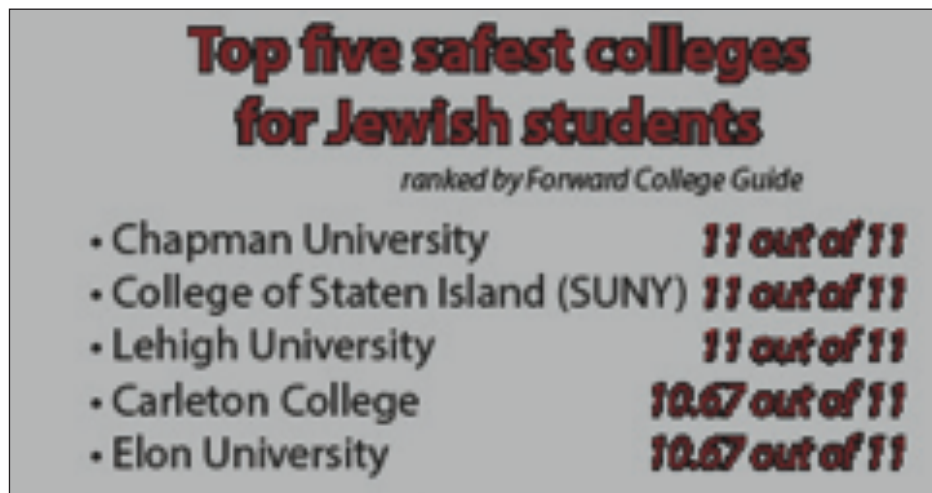 Top five safest colleges
for Jewish students
ranked by Forward College Guide
• Chapman University 11 out of 11
• College of Staten Island (SUNY) 11 out of 11
• Lehigh University 11 out of 11
• Carleton College 10.67 out of 11
• Elon University 10.67 out of 11